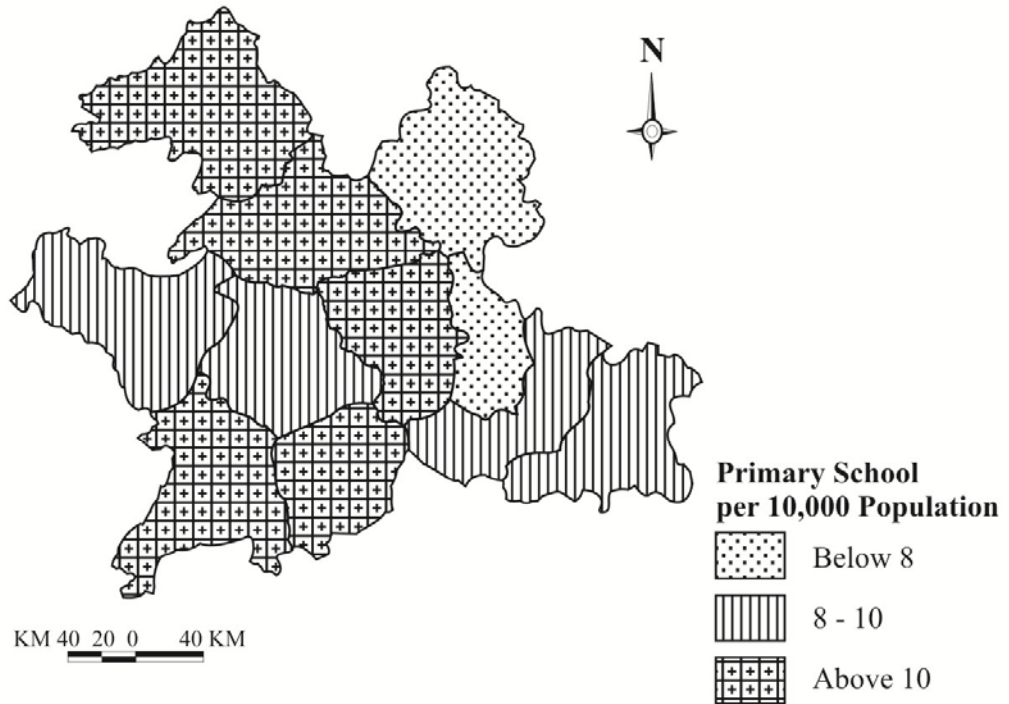 N
Primary School
per 10,000 Population
Below 8
8 - 10
Above 10
KM 40 20 0 40 KM